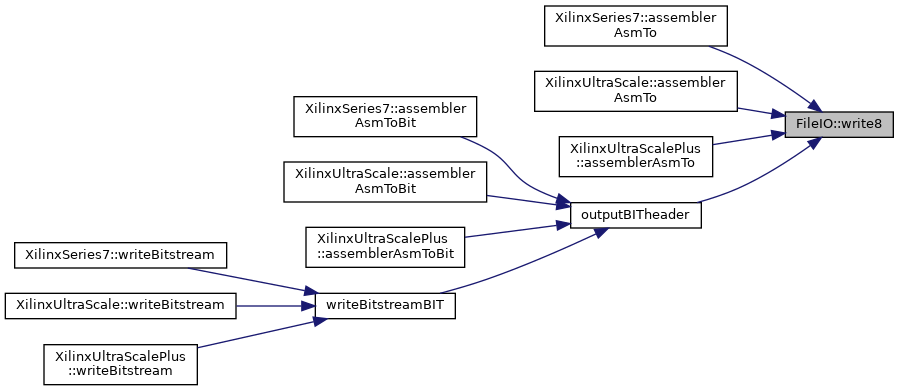 XilinxSeries7::assembler
AsmTo
XilinxUltraScale::assembler
AsmTo
XilinxSeries7::assembler
AsmToBit
FileIO::write8
XilinxUltraScalePlus
::assemblerAsmTo
XilinxUltraScale::assembler
AsmToBit
outputBITheader
XilinxUltraScalePlus
::assemblerAsmToBit
XilinxSeries7::writeBitstream
XilinxUltraScale::writeBitstream
writeBitstreamBIT
XilinxUltraScalePlus
::writeBitstream